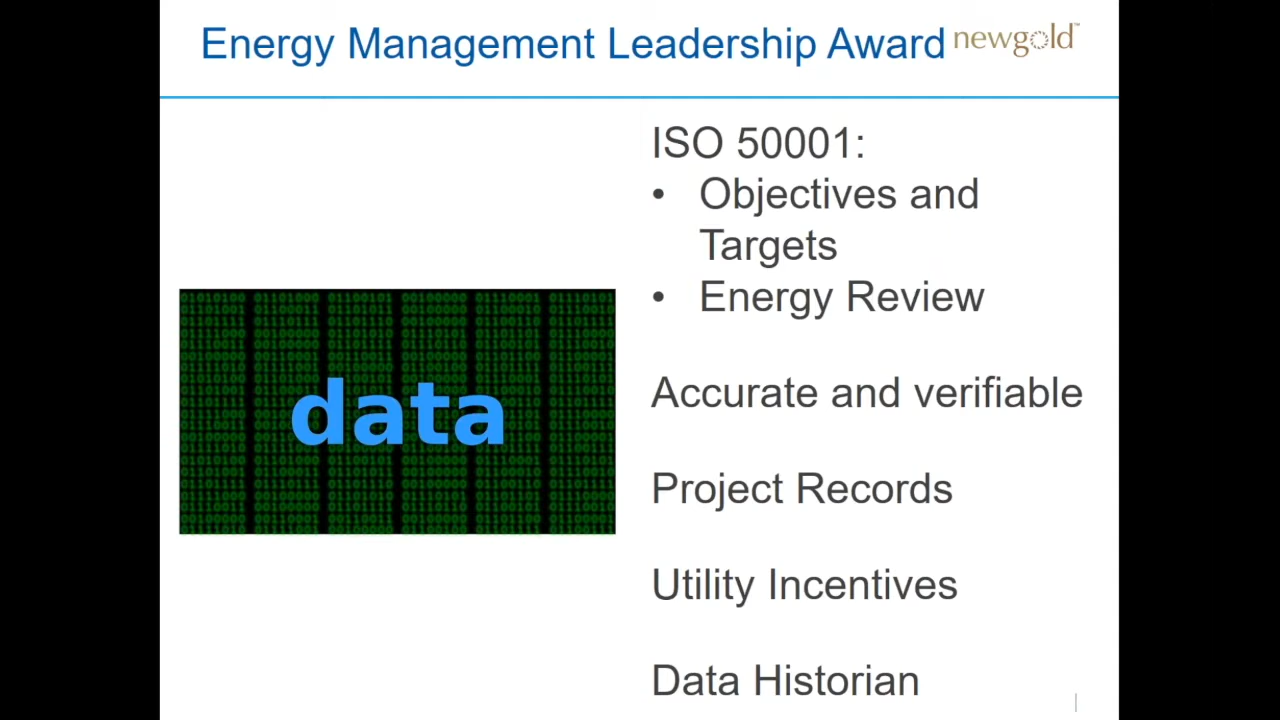 Energy Management Leadership Award
newgold™
ISO 50001:
• Objectives and
Targets
• Energy Review
Accurate and verifiable
Project Records
Utility Incentives
Data Historian
data